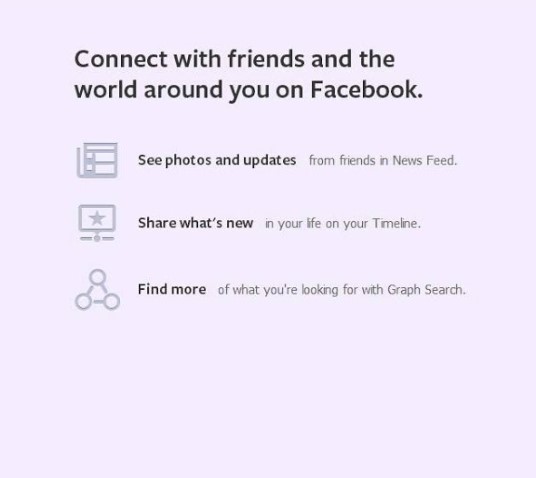 Connect with friends and the
world around you on Facebook.
See photos and updates from friends in News Feed.
Share what's new in your life on your Timeline.
Find more of what you're looking for with Graph Search.